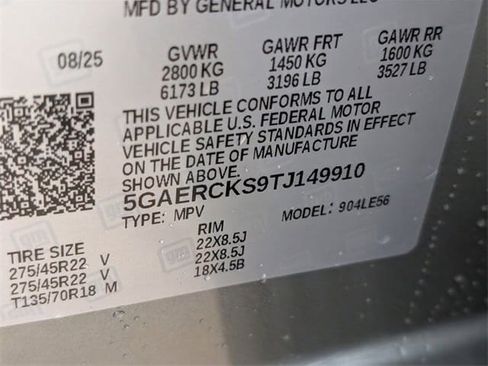 MFD BY GENERAL MOTORS LLC
08/25
GVWR GAWR FRT GAWR RR
2800 KG 1450 KG 1600 KG
6173 LB 3196 LB 3527 LB
THIS VEHICLE CONFORMS TO ALL
APPLICABLE U.S. FEDERAL MOTOR
VEHICLE SAFETY STANDARDS IN EFFECT
ON THE DATE OF MANUFACTURE
SHOWN ABOVE.
5GAERCKS9TJ149910
TYPE: MPV MODEL: 904LE56
TIRE SIZE RIM
275/45R22 V 22X8.5J
275/45R22 V 22X8.5J
T135/70R18 M 18X4.5B